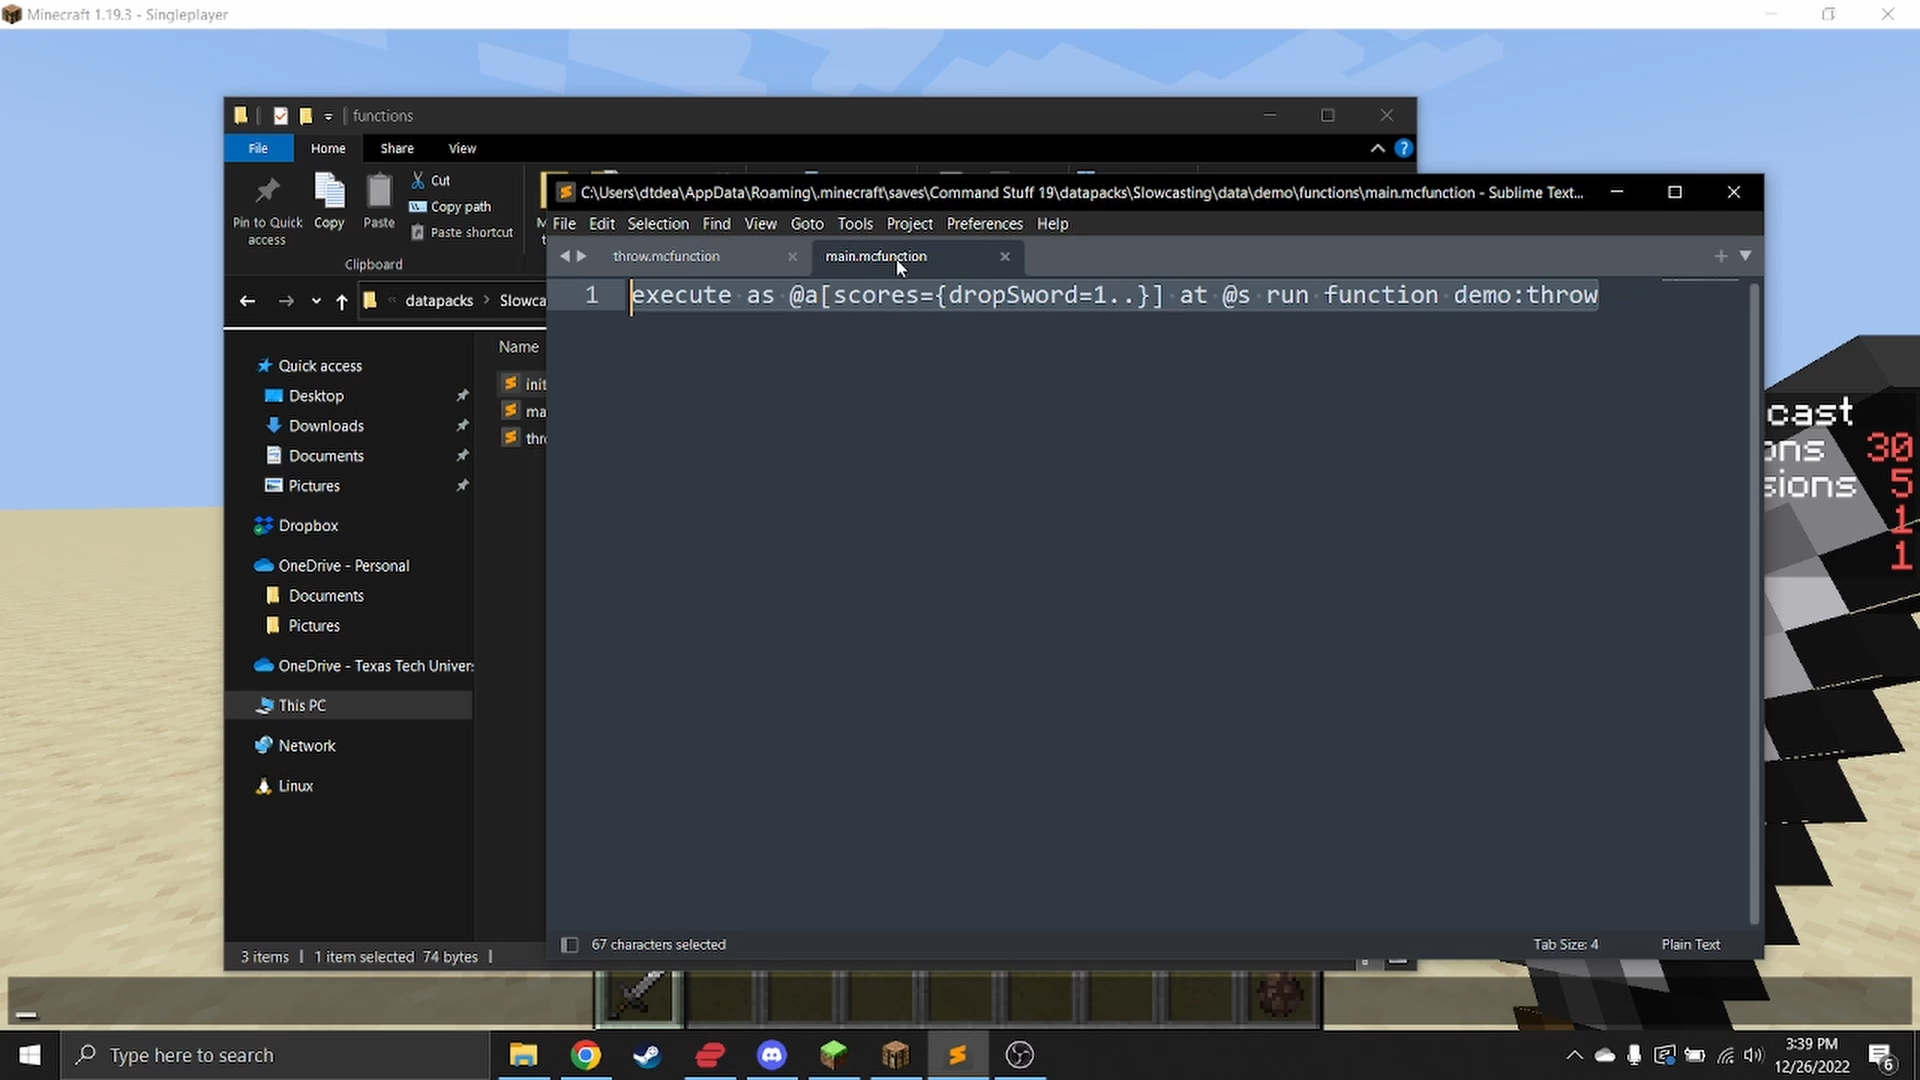 Minecraft 1.19.3 - Singleplayer
functions
File Home Share View
Pin to Quick access
Copy
Paste
Cut
Copy path
Paste shortcut
Clipboard
C:\Users\dtdea\AppData\Roaming\.minecraft\saves\Command Stuff 19\datapacks\Slowcasting\data\demo\functions\main.mcfunction - Sublime Text...
File Edit Selection Find View Goto Tools Project Preferences Help
throw.mcfunction main.mcfunction
1 execute as @a[scores={dropSword=1..}] at @s run function demo:throw
datapacks Slowca
Name
init
ma
thro
Quick access
Desktop
Downloads
Documents
Pictures
Dropbox
OneDrive - Personal
Documents
Pictures
OneDrive - Texas Tech Univer
This PC
Network
Linux
cast
ons 30
sions 5
1
1
67 characters selected
Tab Size: 4
Plain Text
3 items 1 item selected 74 bytes
Type here to search
3:39 PM
12/26/2022
6